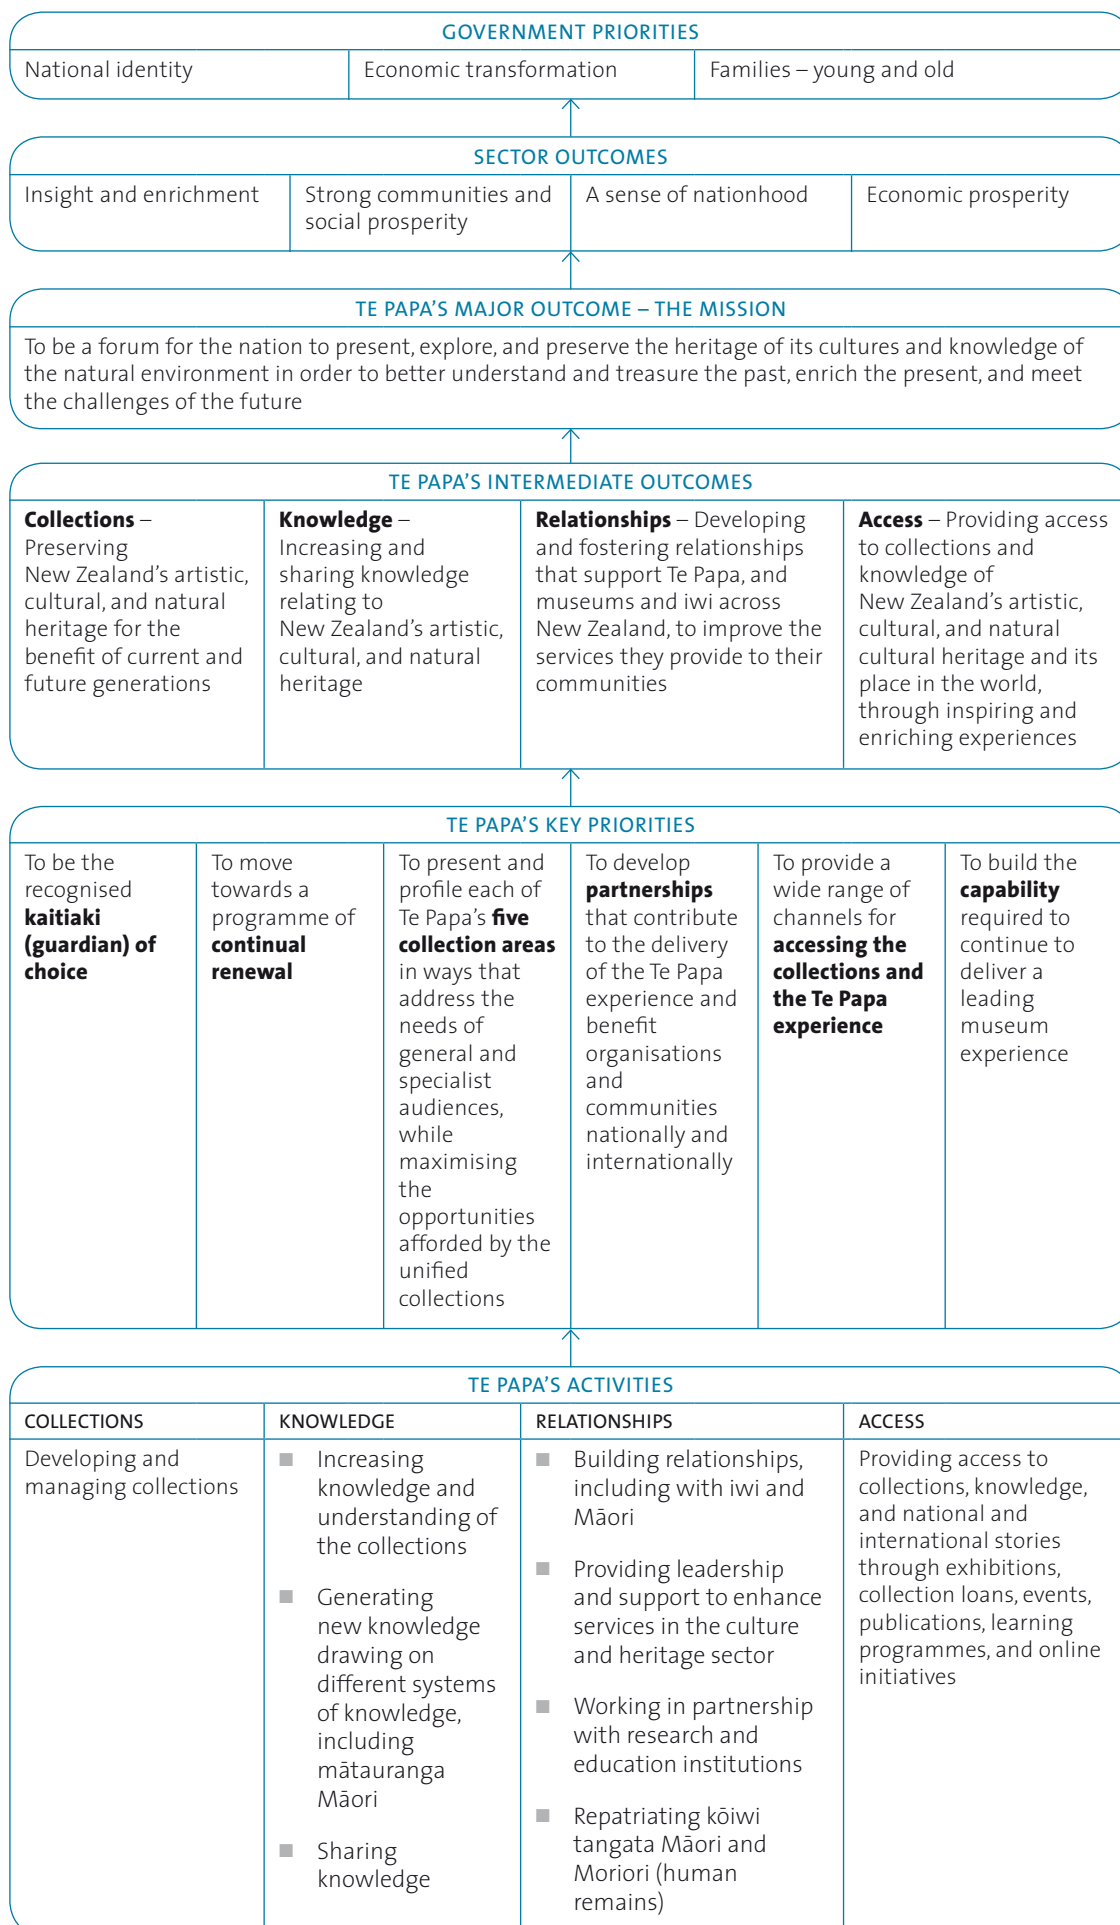 GOVERNMENT PRIORITIES
National identity
Economic transformation
Families – young and old
SECTOR OUTCOMES
Insight and enrichment
Strong communities and
social prosperity
A sense of nationhood
Economic prosperity
TE PAPA'S MAJOR OUTCOME – THE MISSION
To be a forum for the nation to present, explore, and preserve the heritage of its cultures and knowledge of
the natural environment in order to better understand and treasure the past, enrich the present, and meet
the challenges of the future
TE PAPA'S INTERMEDIATE OUTCOMES
Collections –
Preserving
New Zealand's artistic,
cultural, and natural
heritage for the
benefit of current and
future generations
Knowledge –
Increasing and
sharing knowledge
relating to
New Zealand's artistic,
cultural, and natural
heritage
Relationships – Developing
and fostering relationships
that support Te Papa, and
museums and iwi across
New Zealand, to improve the
services they provide to their
communities
Access – Providing access
to collections and
knowledge of
New Zealand's artistic,
cultural, and natural
cultural heritage and its
place in the world,
through inspiring and
enriching experiences
TE PAPA'S KEY PRIORITIES
To be the
recognised
kaitiaki
(guardian) of
choice
To move
towards a
programme of
continual
renewal
To present and
profile each of
Te Papa's five
collection areas
in ways that
address the
needs of
general and
specialist
audiences,
while
maximising
the
opportunities
afforded by the
unified
collections
To develop
partnerships
that contribute
to the delivery
of the Te Papa
experience and
benefit
organisations
and
communities
nationally and
internationally
To provide a
wide range of
channels for
accessing the
collections and
the Te Papa
experience
To build the
capability
required to
continue to
deliver a
leading
museum
experience
TE PAPA'S ACTIVITIES
COLLECTIONS
Developing and
managing collections
KNOWLEDGE
■ Increasing
knowledge and
understanding of
the collections
■ Generating
new knowledge
drawing on
different systems
of knowledge,
including
mātauranga
Māori
■ Sharing
knowledge
RELATIONSHIPS
■ Building relationships,
including with iwi and
Māori
■ Providing leadership
and support to enhance
services in the culture
and heritage sector
■ Working in partnership
with research and
education institutions
■ Repatriating kōiwi
tangata Māori and
Moriori (human
remains)
ACCESS
Providing access to
collections, knowledge,
and national and
international stories
through exhibitions,
collection loans, events,
publications, learning
programmes, and online
initiatives